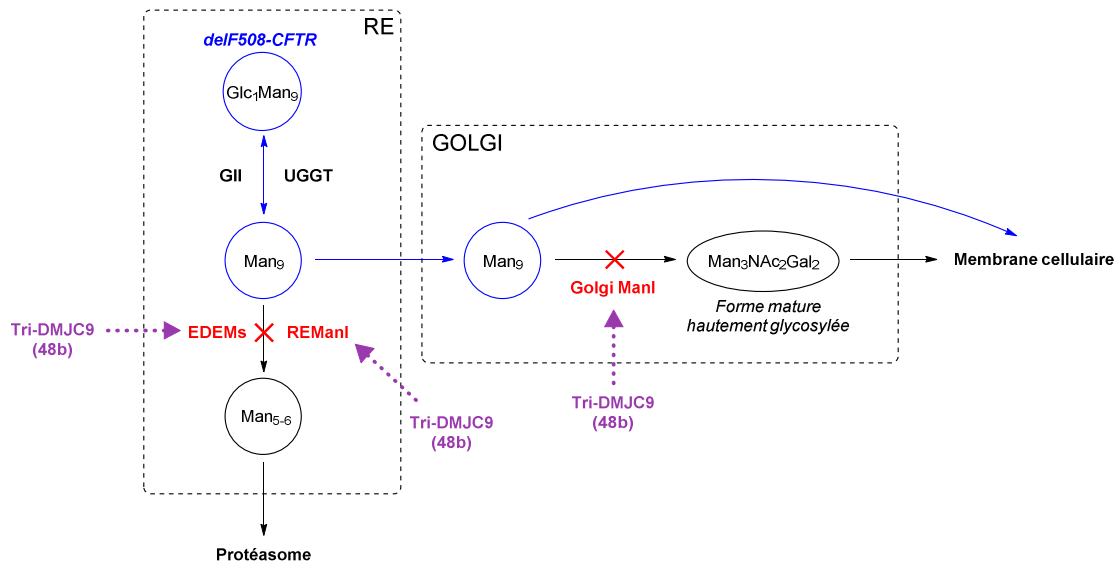 RE
delF508-CFTR
Glc₁Man₉
GII UGGT
GOLGI
Man₉
Man₉
Man₃NAc₂Gal₂
Membrane cellulaire
Golgi ManI
Forme mature
hautement glycosylée
Tri-DMJC9
(48b)
EDEMs REManI
Tri-DMJC9
(48b)
Tri-DMJC9
(48b)
Man₅₋₆
Protéasome